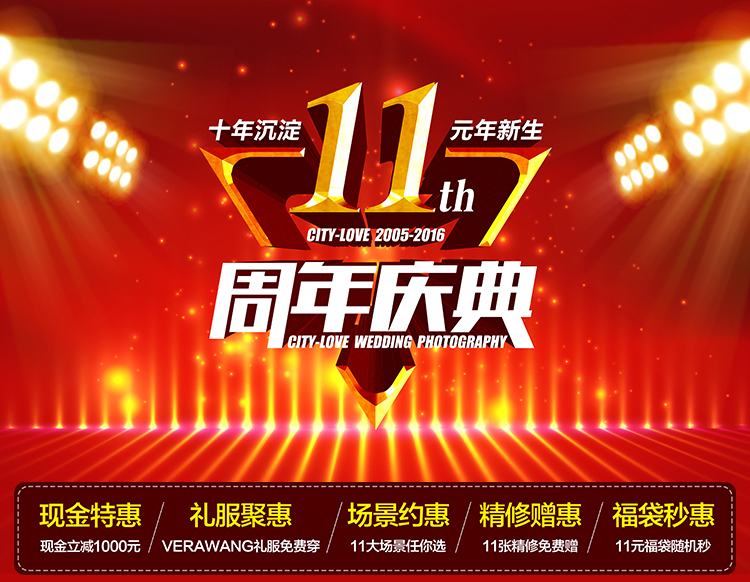 十年沉淀 11th 元年新生
CITY-LOVE 2005-2016
周年庆典
CITY-LOVE WEDDING PHOTOGRAPHY
现金特惠 礼服聚惠 场景约惠 精修赠惠 福袋秒惠
现金立减1000元 VERAWANG礼服免费穿 11大场景任你选 11张精修免费赠 11元福袋随机秒